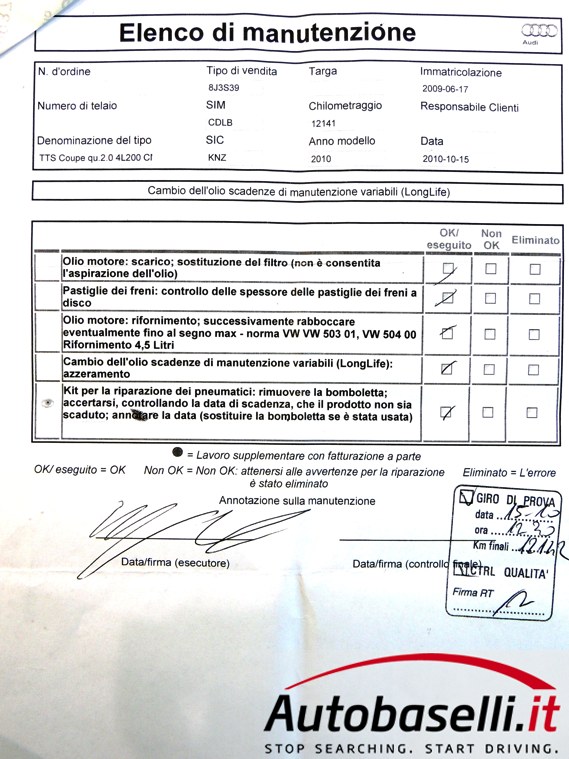 Elenco di manutenzione
Audi
N. d'ordine Tipo di vendita Targa Immatricolazione
8J3S39 2009-06-17
Numero di telaio SIM Chilometraggio Responsabile Clienti
CDLB 12141
Denominazione del tipo SIC Anno modello Data
TTS Coupe qu.2.0 4L200 CI KNZ 2010 2010-10-15
Cambio dell'olio scadenze di manutenzione variabili (LongLife)
OK/ eseguito Non OK Eliminato
Olio motore: scarico; sostituzione del filtro (non è consentita
l'aspirazione dell'olio)
Pastiglie dei freni: controllo delle spessore delle pastiglie dei freni a
disco
Olio motore: rifornimento; successivamente rabboccare
eventualmente fino al segno max - norma VW VW 503 01, VW 504 00
Rifornimento 4,5 Litri
Cambio dell'olio scadenze di manutenzione variabili (LongLife):
azzeramento
Kit per la riparazione dei pneumatici: rimuovere la bomboletta;
accertarsi, controllando la data di scadenza, che il prodotto non sia
scaduto; annotare la data (sostituire la bomboletta se è stata usata)
= Lavoro supplementare con fatturazione a parte
OK/ eseguito = OK Non OK = Non OK: attenersi alle avvertenze per la riparazione Eliminato = L'errore
è stato eliminato
Annotazione sulla manutenzione
GIRO DI PROVA
data 15-10
ora
Km finali
Data/firma (esecutore) Data/firma (controllo finale)
CTRL QUALITA'
Firma RT
Autobaselli.it
STOP SEARCHING. START DRIVING.